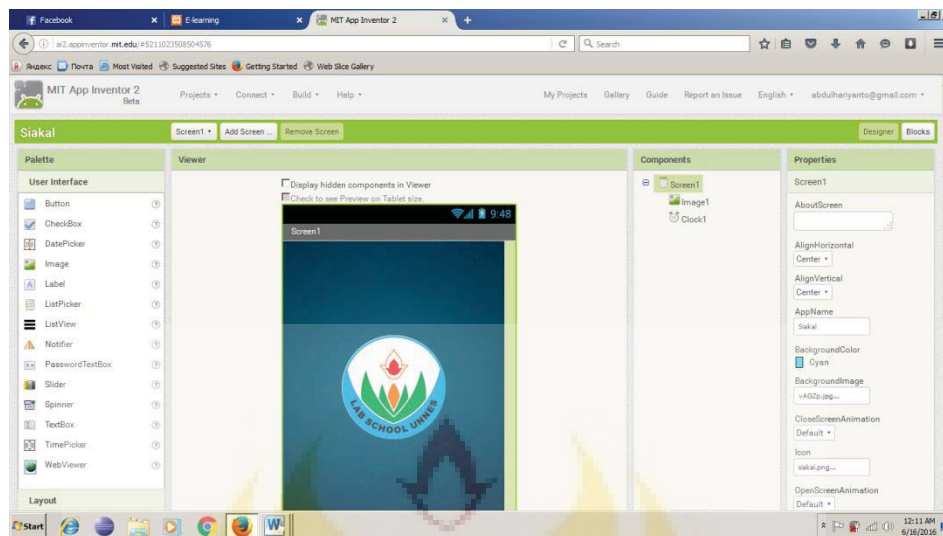 Facebook
E-learning
MIT App Inventor 2
ai2.appinventor.mit.edu/#5211023508504576
Search
Яндекс Почта Most Visited Suggested Sites Getting Started Web Slice Gallery
MIT App Inventor 2
Beta
Projects Connect Build Help
My Projects Gallery Guide Report an Issue English abdulhariyanto@gmail.com
Siakal
Screen1 Add Screen ... Remove Screen
Designer Blocks
Palette
User Interface
Button
CheckBox
DatePicker
Image
Label
ListPicker
ListView
Notifier
PasswordTextBox
Slider
Spinner
TextBox
TimePicker
WebViewer
Layout
Viewer
Display hidden components in Viewer
Check to see Preview on Tablet size.
9:48
Screen1
LAB SCHOOL UNNES
Components
Screen1
Image1
Clock1
Properties
Screen1
AboutScreen
AlignHorizontal
Center
AlignVertical
Center
AppName
Siakal
BackgroundColor
Cyan
BackgroundImage
vAGZp.jpg...
CloseScreenAnimation
Default
Icon
siakal.png...
OpenScreenAnimation
Default
Start
12:11 AM
6/16/2016